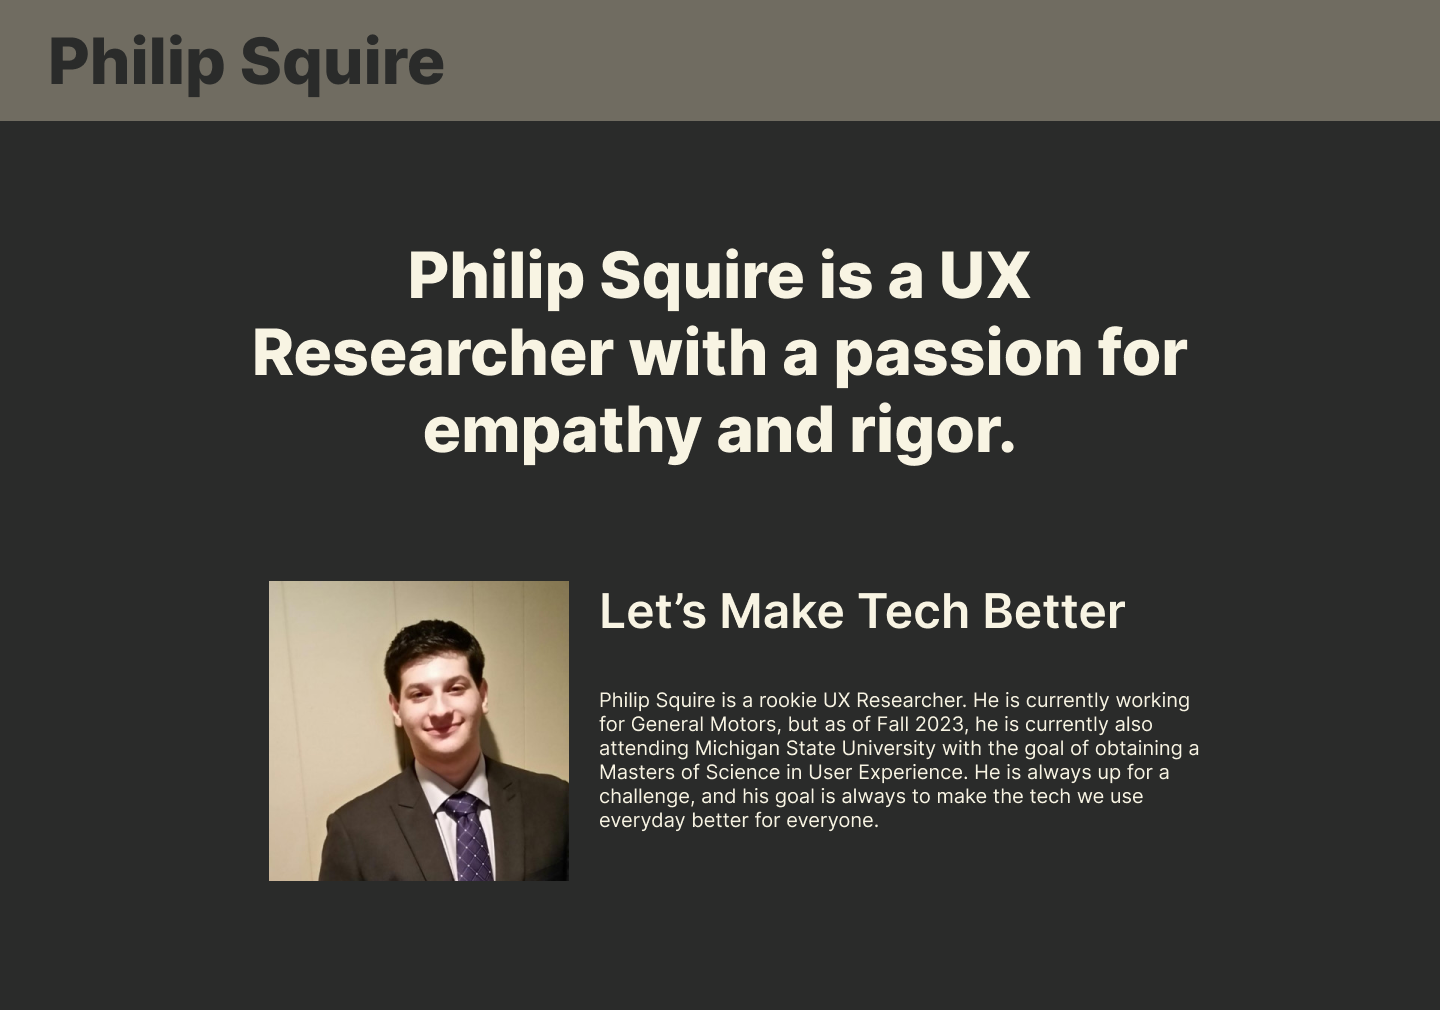 Philip Squire
Philip Squire is a UX
Researcher with a passion for
empathy and rigor.
Let’s Make Tech Better
Philip Squire is a rookie UX Researcher. He is currently working
for General Motors, but as of Fall 2023, he is currently also
attending Michigan State University with the goal of obtaining a
Masters of Science in User Experience. He is always up for a
challenge, and his goal is always to make the tech we use
everyday better for everyone.